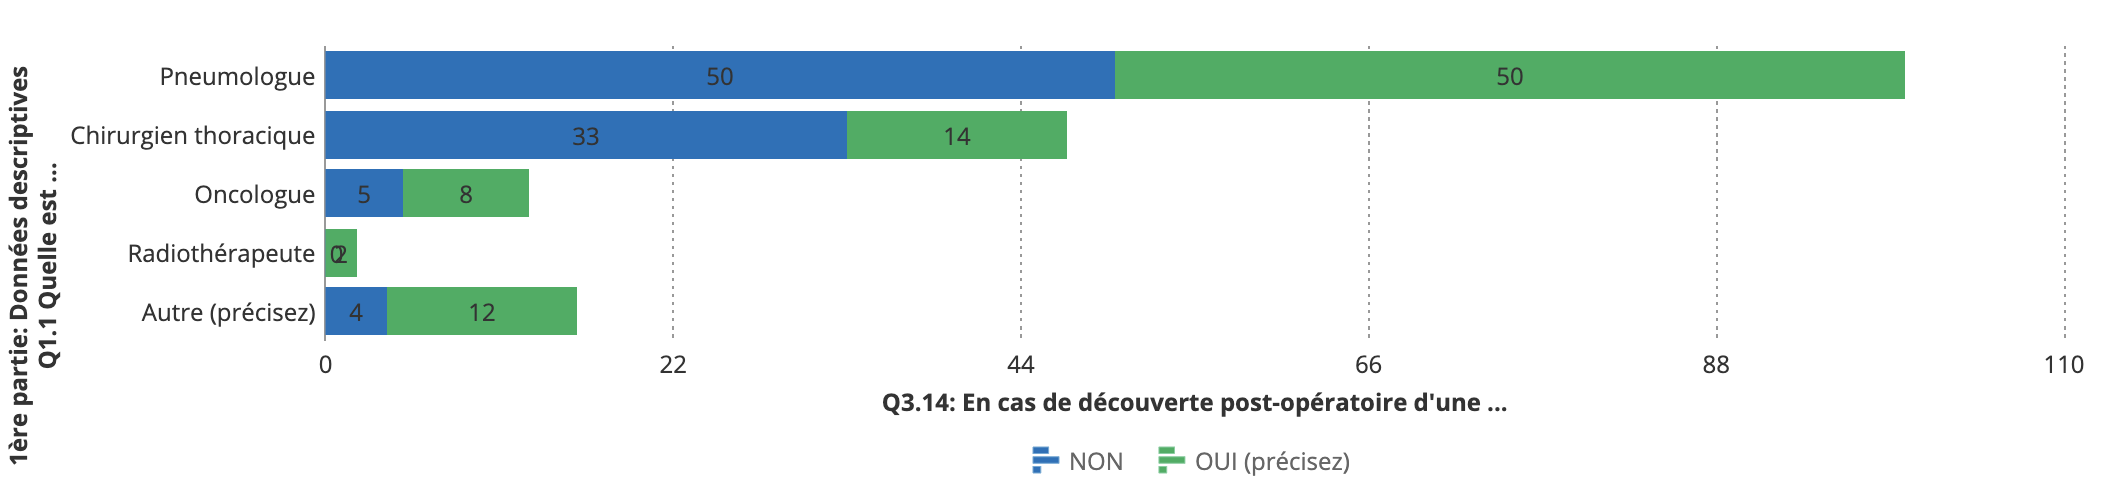 1ère partie: Données descriptives
Q1.1 Quelle est ...
Pneumologue 50 50
Chirurgien thoracique 33 14
Oncologue 5 8
Radiothérapeute 0 2
Autre (précisez) 4 12
0 22 44 66 88 110
Q3.14: En cas de découverte post-opératoire d'une ...
NON OUI (précisez)